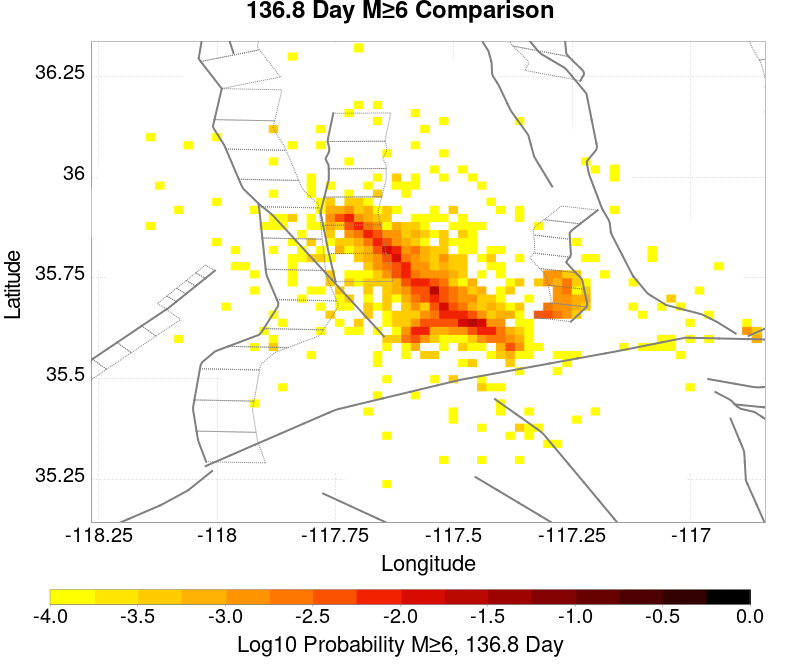 136.8 Day M≥6 Comparison
36.25
36
35.75
35.5
35.25
Latitude
-118.25 -118 -117.75 -117.5 -117.25 -117
Longitude
-4.0 -3.5 -3.0 -2.5 -2.0 -1.5 -1.0 -0.5 0.0
Log10 Probability M≥6, 136.8 Day